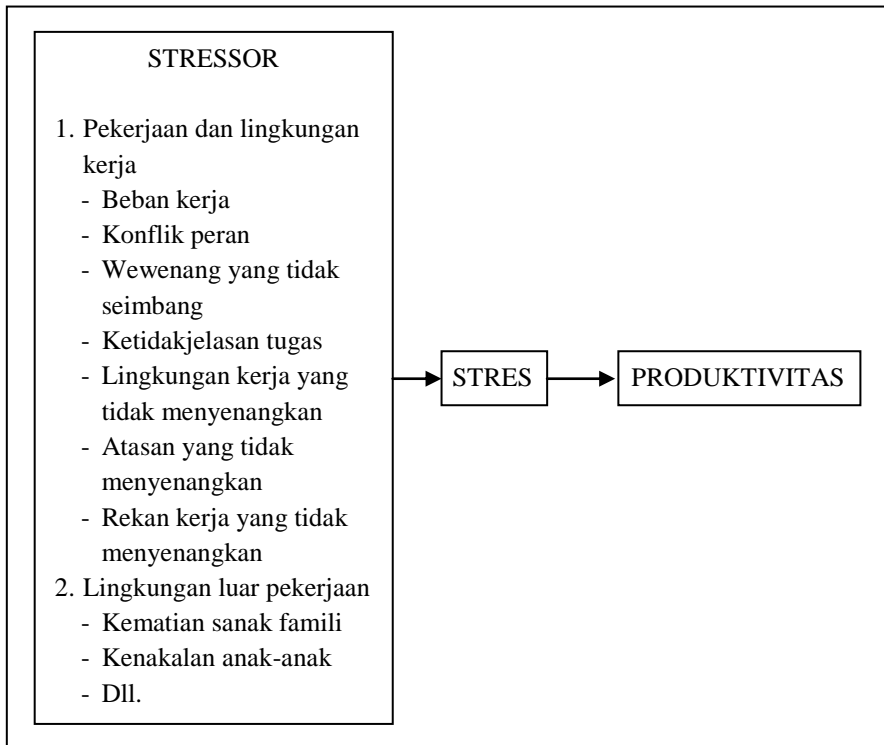 STRESSOR
1. Pekerjaan dan lingkungan
kerja
- Beban kerja
- Konflik peran
- Wewenang yang tidak
seimbang
- Ketidakjelasan tugas
- Lingkungan kerja yang
tidak menyenangkan
- Atasan yang tidak
menyenangkan
- Rekan kerja yang tidak
menyenangkan
2. Lingkungan luar pekerjaan
- Kematian sanak famili
- Kenakalan anak-anak
- Dll.
STRES
PRODUKTIVITAS